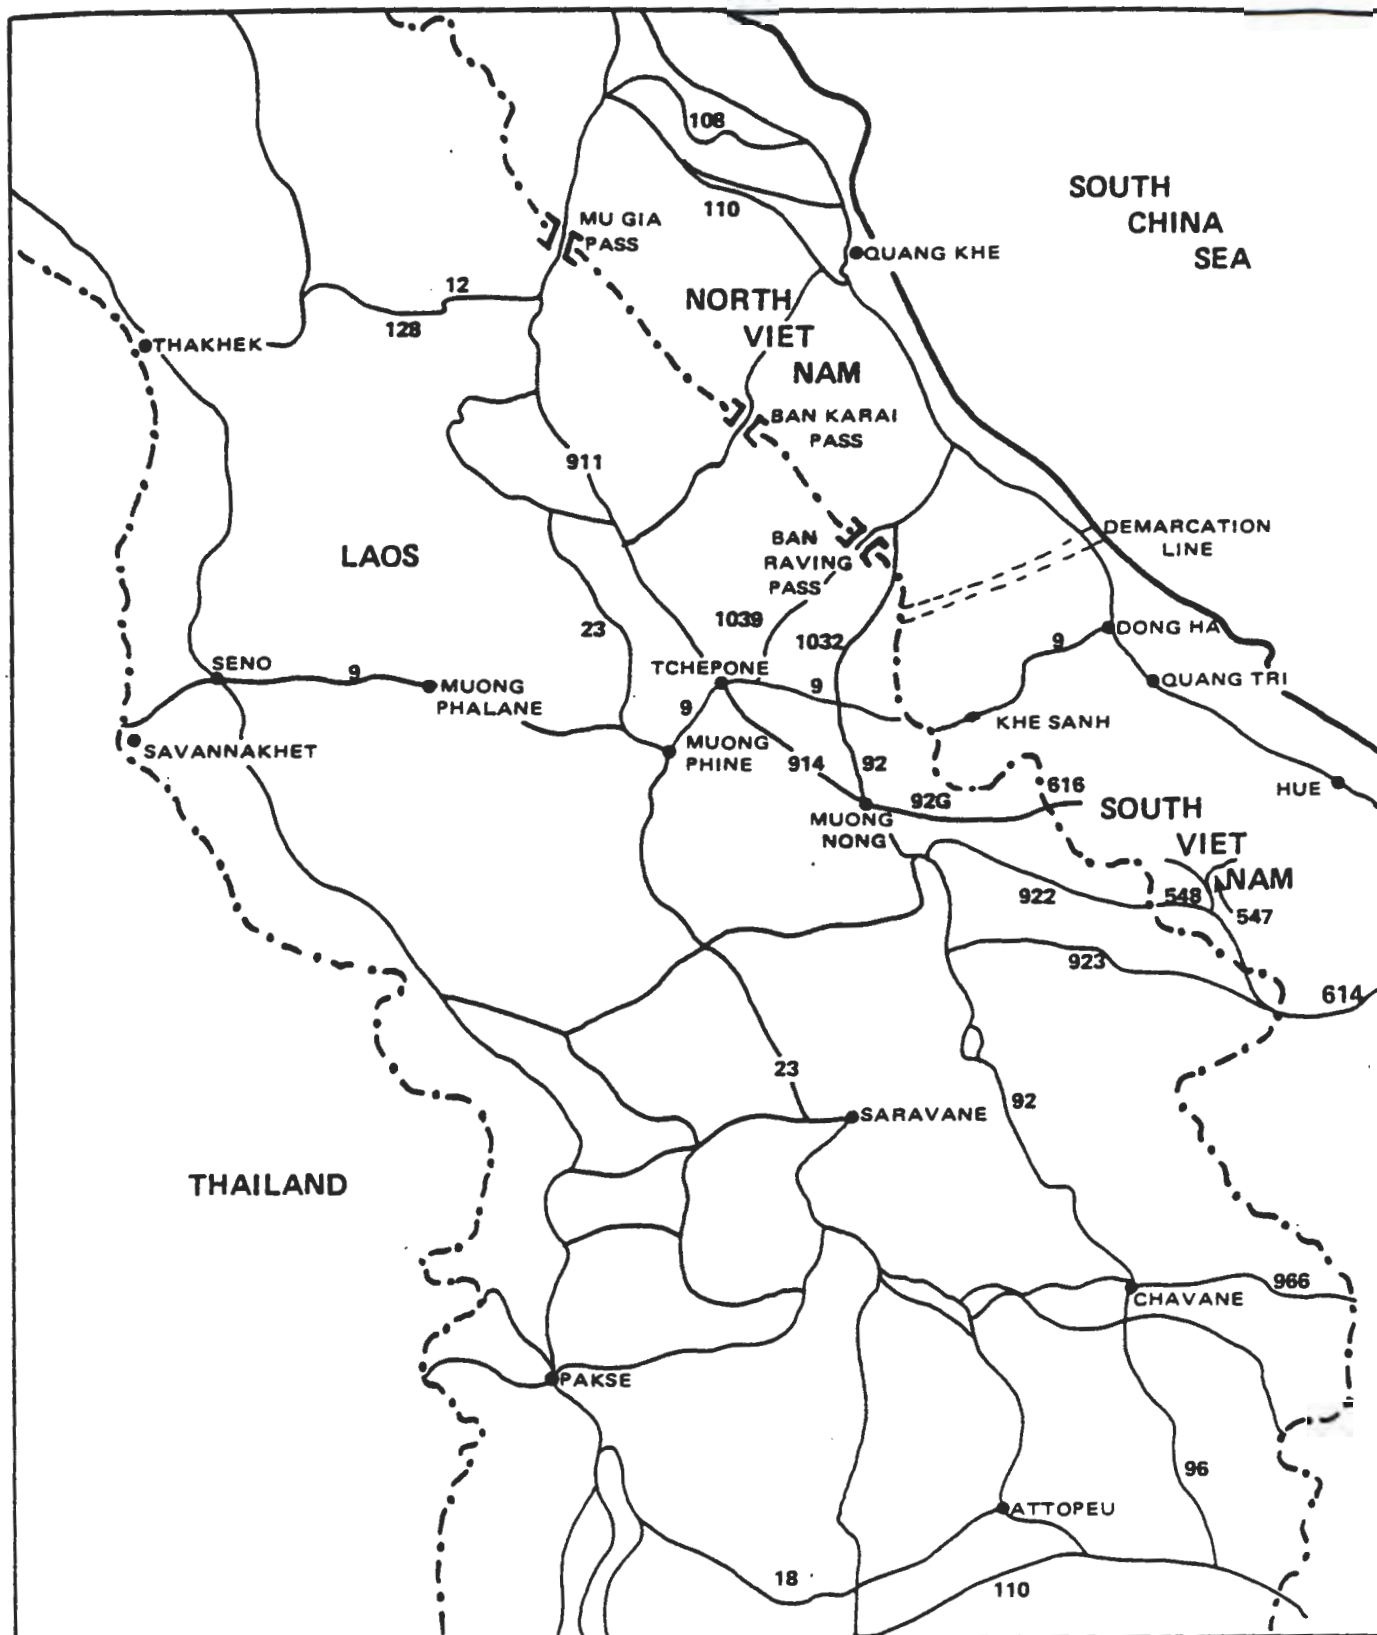 108
SOUTH
CHINA
SEA
110
MU GIA
PASS
QUANG KHE
12
NORTH
VIET
NAM
128
THAKHEK
BAN KARAI
PASS
911
DEMARCATION
LINE
LAOS
BAN
RAVING
PASS
23
1039
1032
9
DONG HA
SENO
9
TCHEPONE
MUONG
PHALANE
9
9
QUANG TRI
KHE SANH
SAVANNAKHET
MUONG
PHINE
914
92
92G
616
HUE
MUONG
NONG
SOUTH
VIET
NAM
922
548
547
923
614
23
92
SARAVANE
THAILAND
966
CHAVANE
PAKSE
96
ATTOPEU
18
110